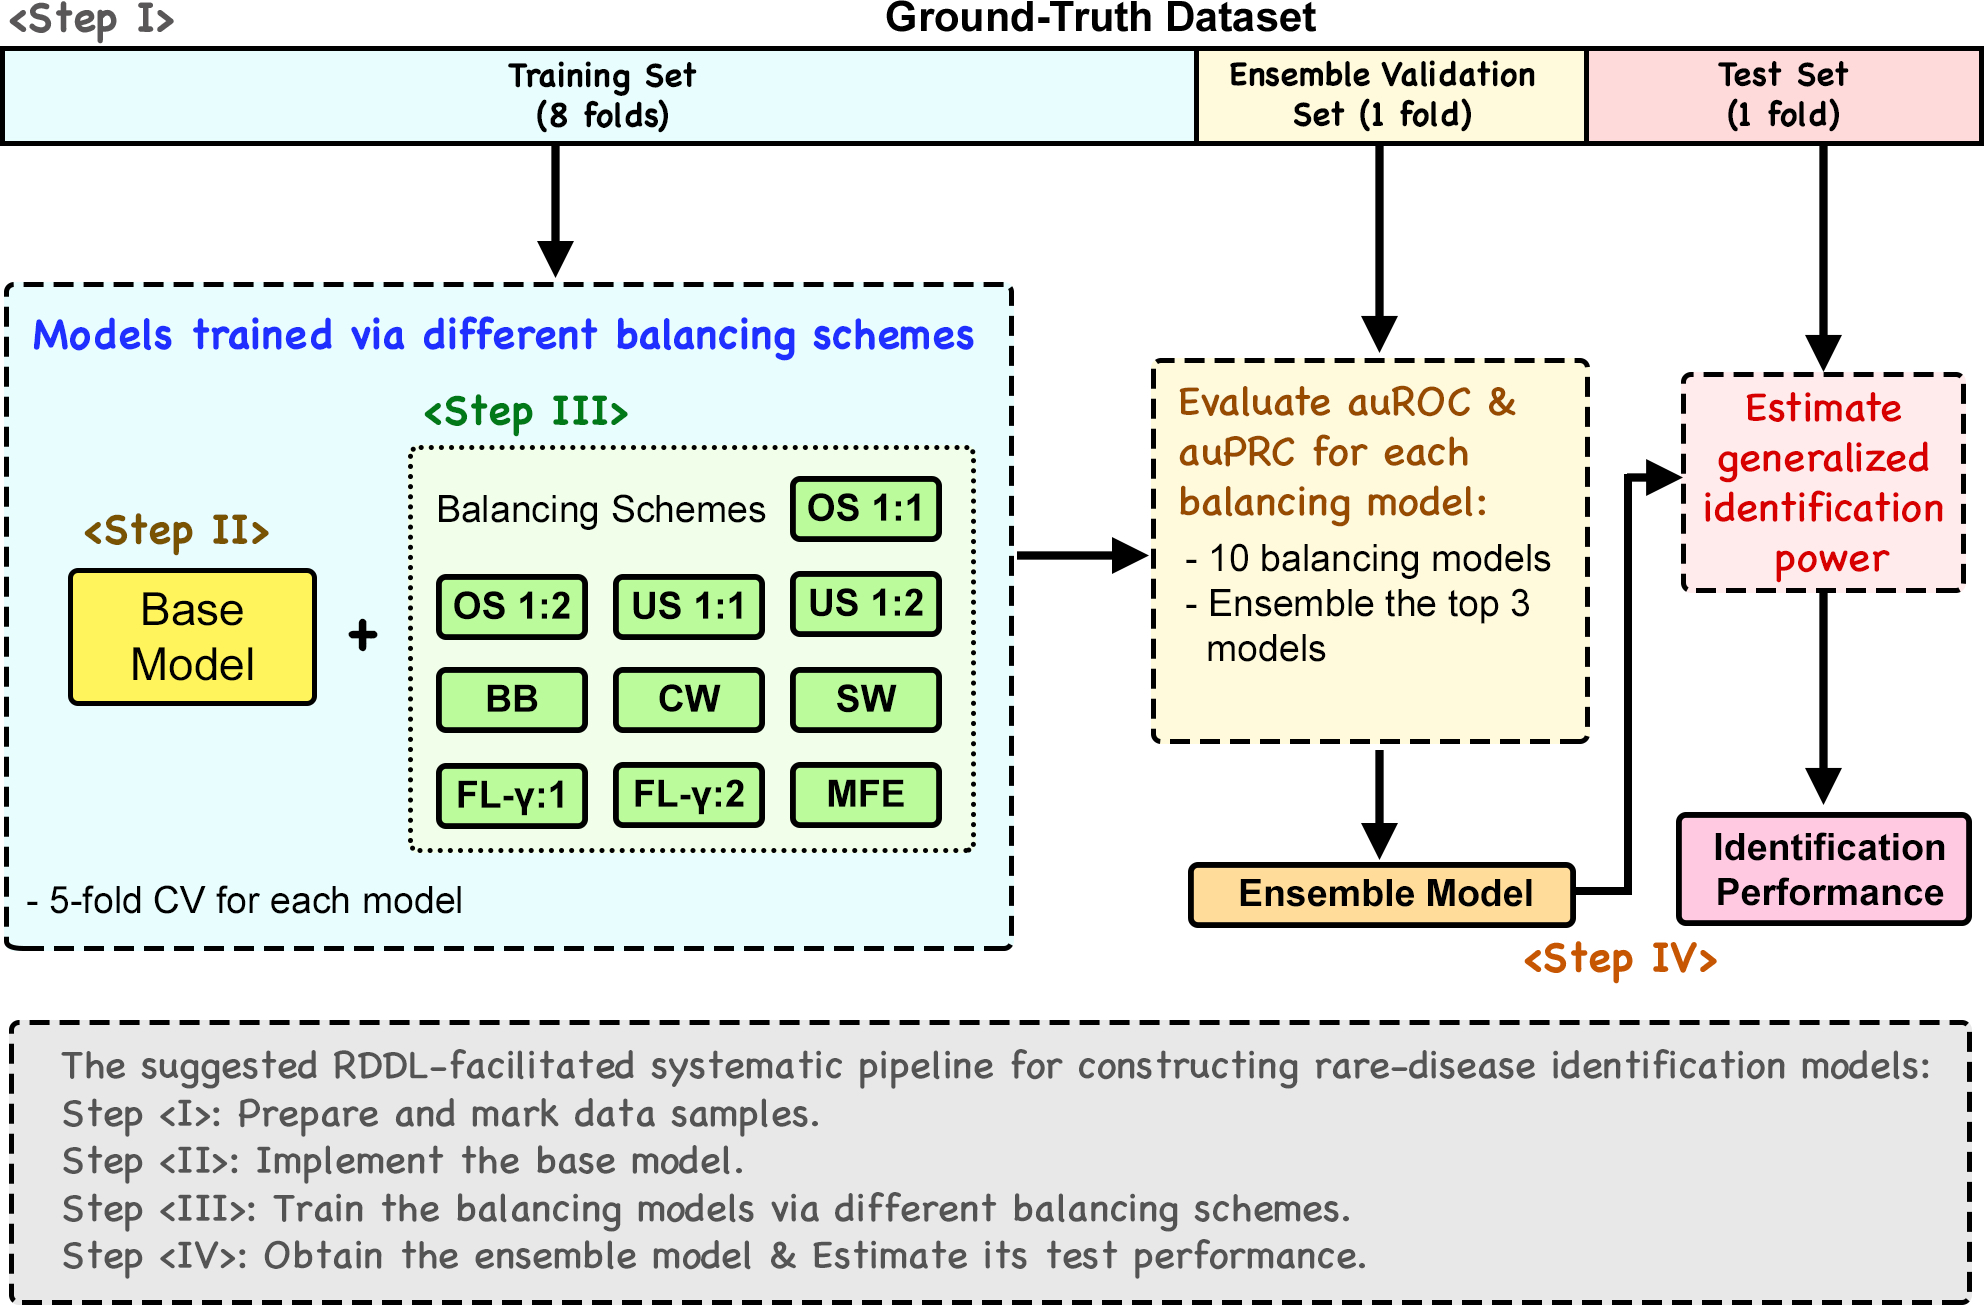 <Step I>
Ground-Truth Dataset
Training Set
(8 folds)
Ensemble Validation
Set (1 fold)
Test Set
(1 fold)
Models trained via different balancing schemes
<Step III>
<Step II>
Base
Model
+
Balancing Schemes
OS 1:1
OS 1:2
US 1:1
US 1:2
BB
CW
SW
FL-γ:1
FL-γ:2
MFE
- 5-fold CV for each model
Evaluate auROC &
auPRC for each
balancing model:
- 10 balancing models
- Ensemble the top 3
models
Ensemble Model
Estimate
generalized
identification
power
Identification
Performance
<Step IV>
The suggested RDDL-facilitated systematic pipeline for constructing rare-disease identification models:
Step <I>: Prepare and mark data samples.
Step <II>: Implement the base model.
Step <III>: Train the balancing models via different balancing schemes.
Step <IV>: Obtain the ensemble model & Estimate its test performance.